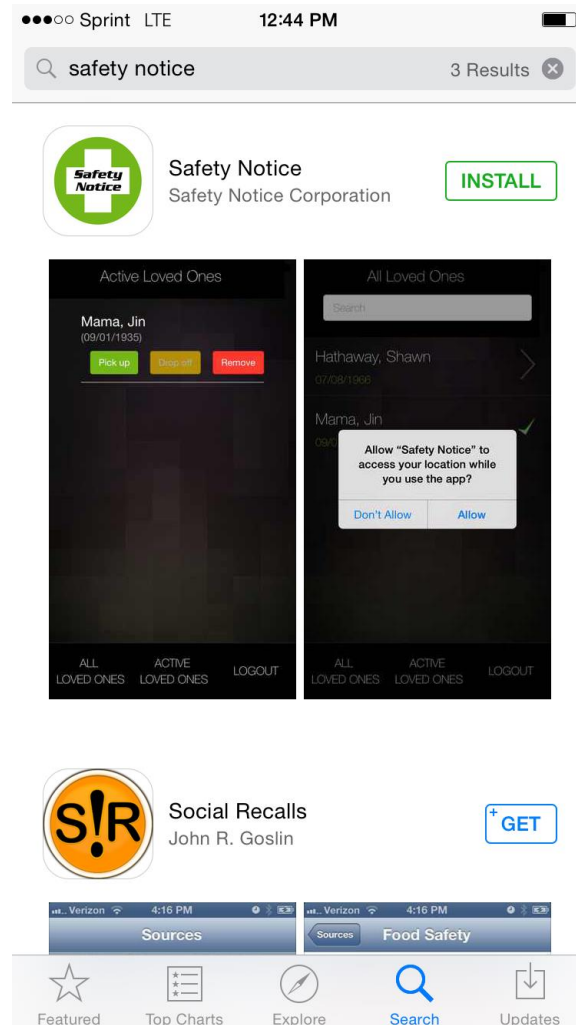 Sprint LTE 12:44 PM
safety notice 3 Results
Safety Notice
Safety Notice
Safety Notice Corporation
INSTALL
Active Loved Ones
Mama, Jin
(09/01/1935)
Pick up Drop off Remove
ALL LOVED ONES ACTIVE LOVED ONES LOGOUT
All Loved Ones
Search
Hathaway, Shawn
07/08/1966
Mama, Jin
09/0
Allow “Safety Notice” to
access your location while
you use the app?
Don't Allow Allow
ALL LOVED ONES ACTIVE LOVED ONES LOGOUT
S!R
Social Recalls
John R. Goslin
+ GET
Verizon 4:16 PM
Sources
Verizon 4:16 PM
Sources Food Safety
Featured Top Charts Explore Search Updates